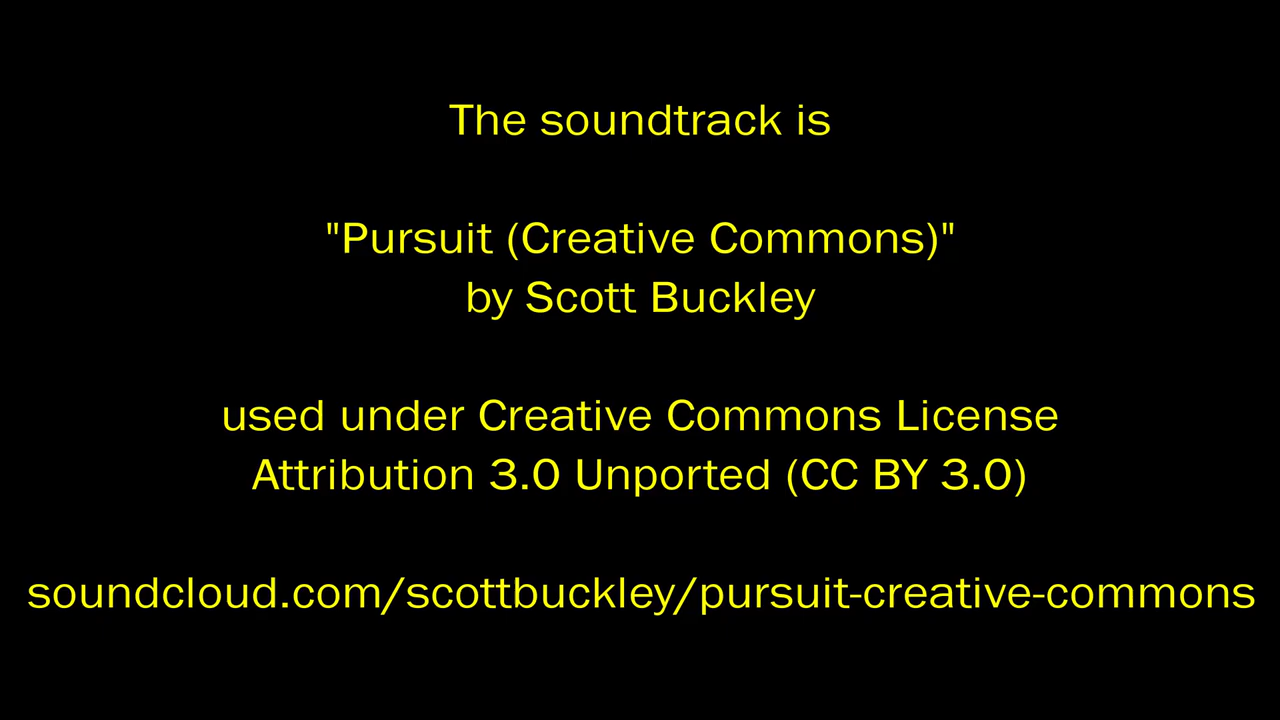 The soundtrack is
"Pursuit (Creative Commons)"
by Scott Buckley
used under Creative Commons License
Attribution 3.0 Unported (CC BY 3.0)
soundcloud.com/scottbuckley/pursuit-creative-commons